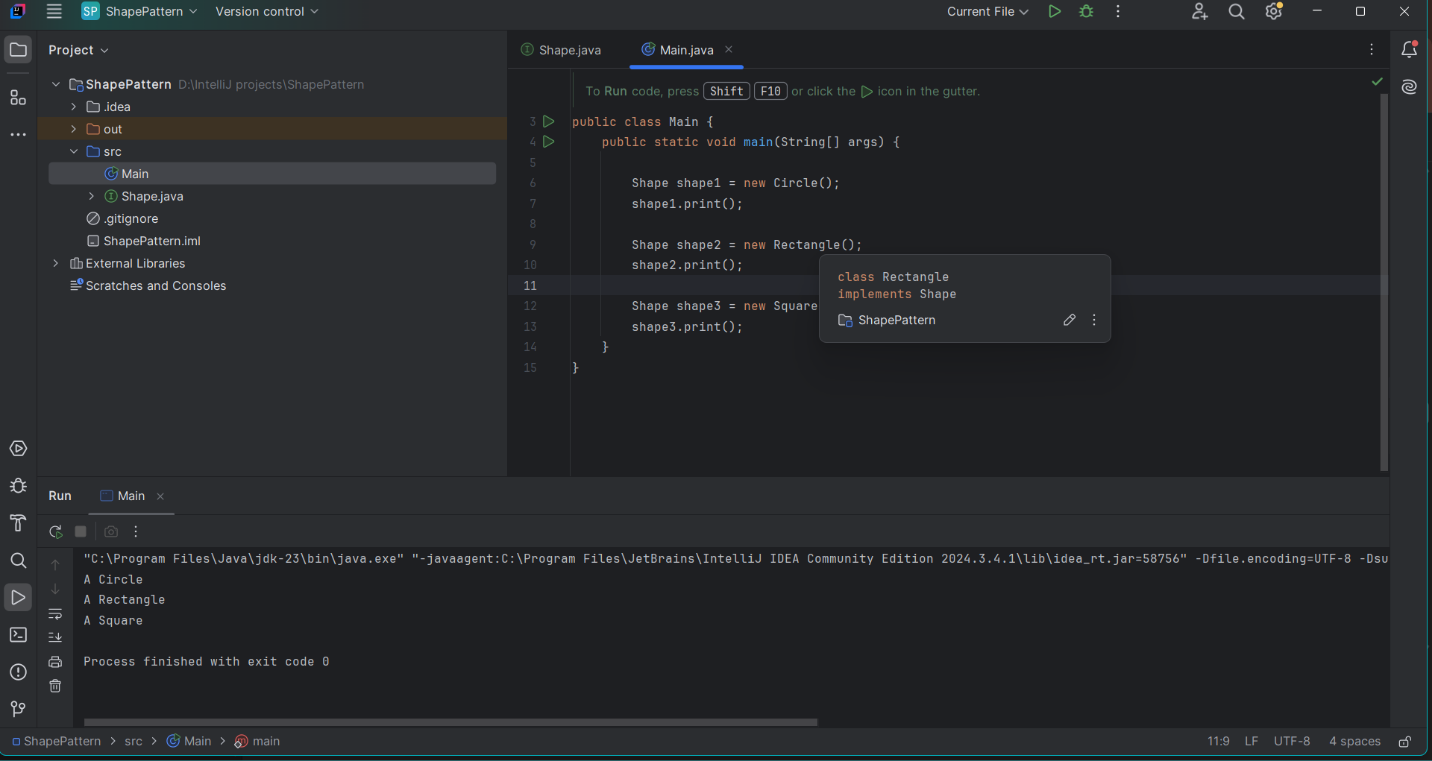 SP ShapePattern Version control Current File
Project
Shape.java Main.java
ShapePattern D:\IntelliJ projects\ShapePattern
.idea
out
src
Main
Shape.java
.gitignore
ShapePattern.iml
External Libraries
Scratches and Consoles
To Run code, press Shift F10 or click the icon in the gutter.
3 public class Main {
4 public static void main(String[] args) {
5
6 Shape shape1 = new Circle();
7 shape1.print();
8
9 Shape shape2 = new Rectangle();
10 shape2.print();
11
12 Shape shape3 = new Square
13 shape3.print();
14 }
15 }
class Rectangle
implements Shape
ShapePattern
Run Main
"C:\Program Files\Java\jdk-23\bin\java.exe" "-javaagent:C:\Program Files\JetBrains\IntelliJ IDEA Community Edition 2024.3.4.1\lib\idea_rt.jar=58756" -Dfile.encoding=UTF-8 -Dsu
A Circle
A Rectangle
A Square
Process finished with exit code 0
ShapePattern src Main main 11:9 LF UTF-8 4 spaces